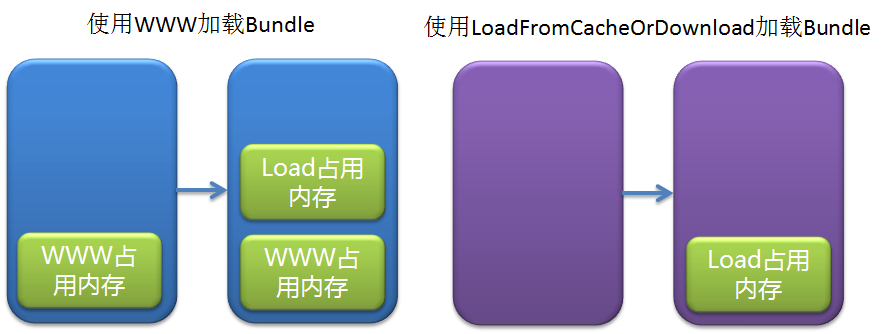 使用WWW加载Bundle
使用LoadFromCacheOrDownload加载Bundle
WWW占
用内存
Load占用
内存
WWW占
用内存
Load占用
内存